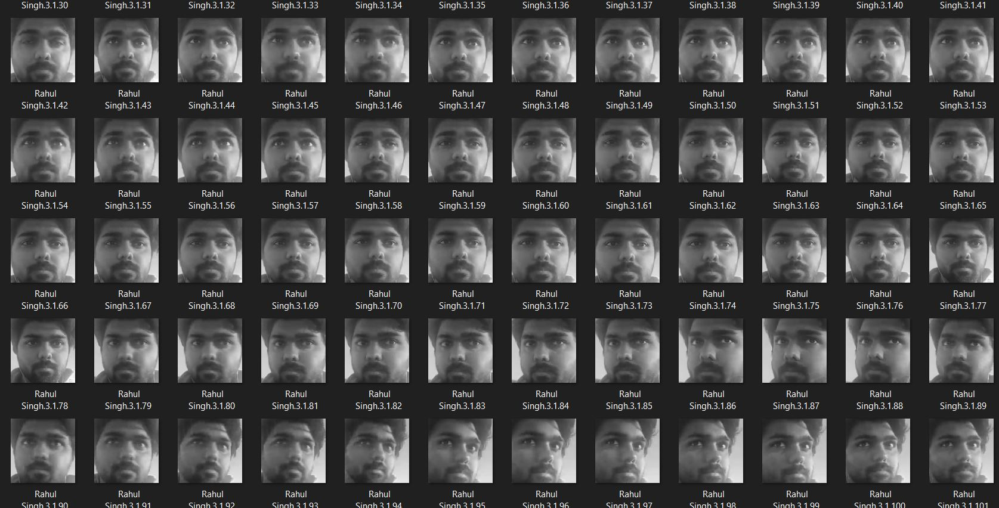 Singh.3.1.30 Singh.3.1.31 Singh.3.1.32 Singh.3.1.33 Singh.3.1.34 Singh.3.1.35 Singh.3.1.36 Singh.3.1.37 Singh.3.1.38 Singh.3.1.39 Singh.3.1.40 Singh.3.1.41
Rahul Rahul Rahul Rahul Rahul Rahul Rahul Rahul Rahul Rahul Rahul Rahul
Singh.3.1.42 Singh.3.1.43 Singh.3.1.44 Singh.3.1.45 Singh.3.1.46 Singh.3.1.47 Singh.3.1.48 Singh.3.1.49 Singh.3.1.50 Singh.3.1.51 Singh.3.1.52 Singh.3.1.53
Rahul Rahul Rahul Rahul Rahul Rahul Rahul Rahul Rahul Rahul Rahul Rahul
Singh.3.1.54 Singh.3.1.55 Singh.3.1.56 Singh.3.1.57 Singh.3.1.58 Singh.3.1.59 Singh.3.1.60 Singh.3.1.61 Singh.3.1.62 Singh.3.1.63 Singh.3.1.64 Singh.3.1.65
Rahul Rahul Rahul Rahul Rahul Rahul Rahul Rahul Rahul Rahul Rahul Rahul
Singh.3.1.66 Singh.3.1.67 Singh.3.1.68 Singh.3.1.69 Singh.3.1.70 Singh.3.1.71 Singh.3.1.72 Singh.3.1.73 Singh.3.1.74 Singh.3.1.75 Singh.3.1.76 Singh.3.1.77
Rahul Rahul Rahul Rahul Rahul Rahul Rahul Rahul Rahul Rahul Rahul Rahul
Singh.3.1.78 Singh.3.1.79 Singh.3.1.80 Singh.3.1.81 Singh.3.1.82 Singh.3.1.83 Singh.3.1.84 Singh.3.1.85 Singh.3.1.86 Singh.3.1.87 Singh.3.1.88 Singh.3.1.89
Rahul Rahul Rahul Rahul Rahul Rahul Rahul Rahul Rahul Rahul Rahul Rahul
Singh.3.1.90 Singh.3.1.91 Singh.3.1.92 Singh.3.1.93 Singh.3.1.94 Singh.3.1.95 Singh.3.1.96 Singh.3.1.97 Singh.3.1.98 Singh.3.1.99 Singh.3.1.100 Singh.3.1.101